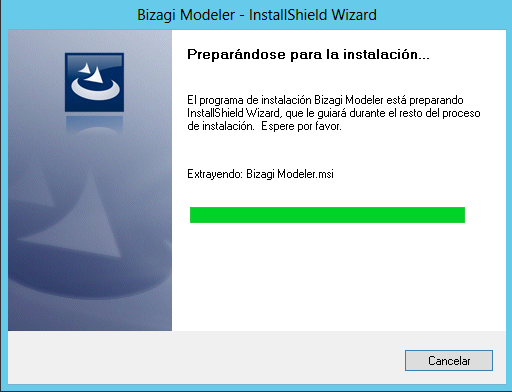 Bizagi Modeler - InstallShield Wizard
Preparándose para la instalación...
El programa de instalación Bizagi Modeler está preparando
InstallShield Wizard, que le guiará durante el resto del proceso
de instalación.  Espere por favor.
Extrayendo: Bizagi Modeler.msi
Cancelar